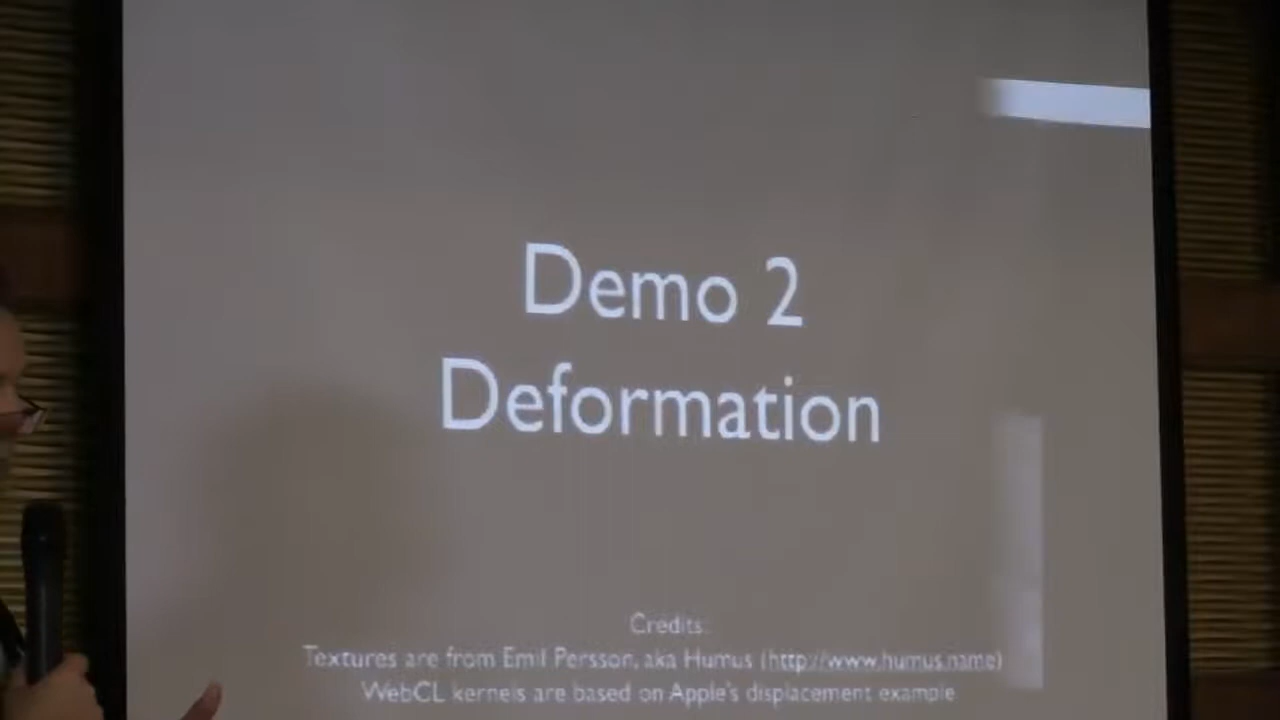 Demo 2
Deformation
Credits:
Textures are from Emil Persson, aka Humus (http://www.humus.name)
WebCL kernels are based on Apple's displacement example